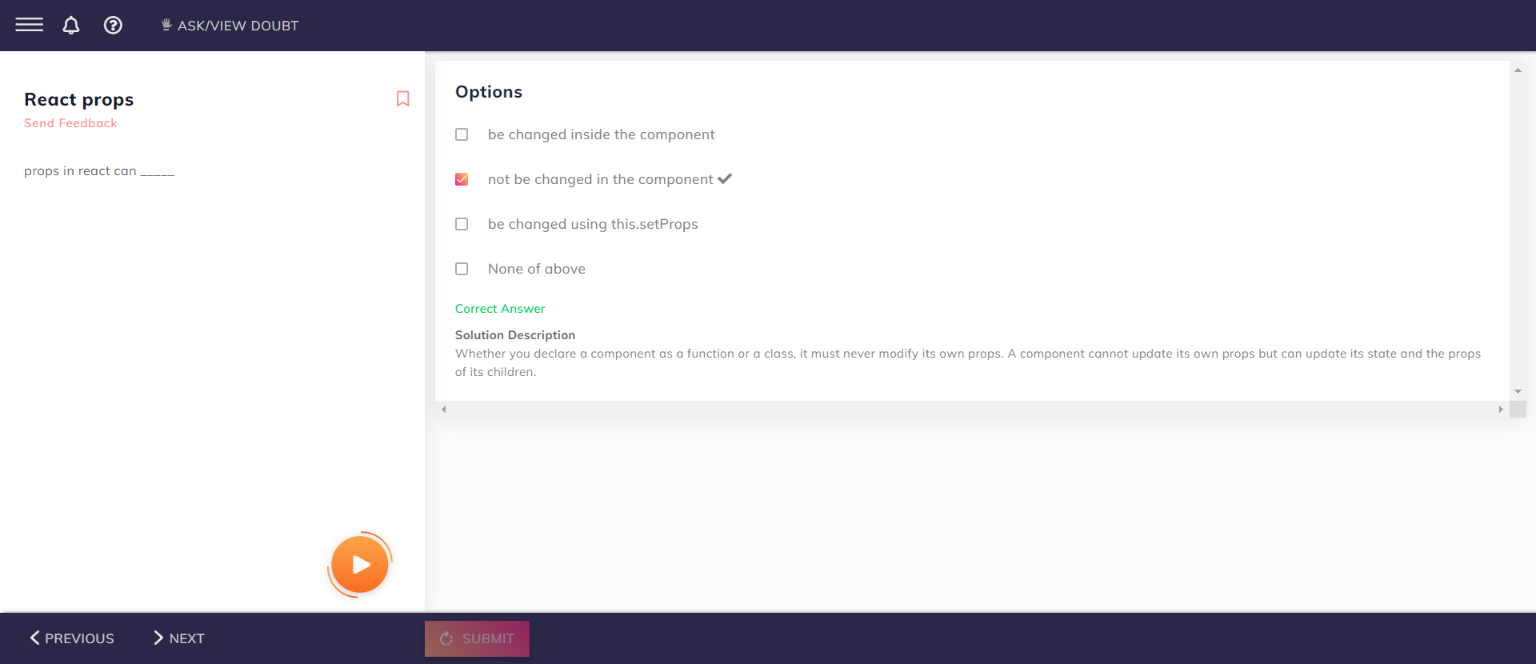 ASK/VIEW DOUBT
React props
Send Feedback
props in react can _____
Options
be changed inside the component
not be changed in the component
be changed using this.setProps
None of above
Correct Answer
Solution Description
Whether you declare a component as a function or a class, it must never modify its own props. A component cannot update its own props but can update its state and the props
of its children.
PREVIOUS
NEXT
SUBMIT